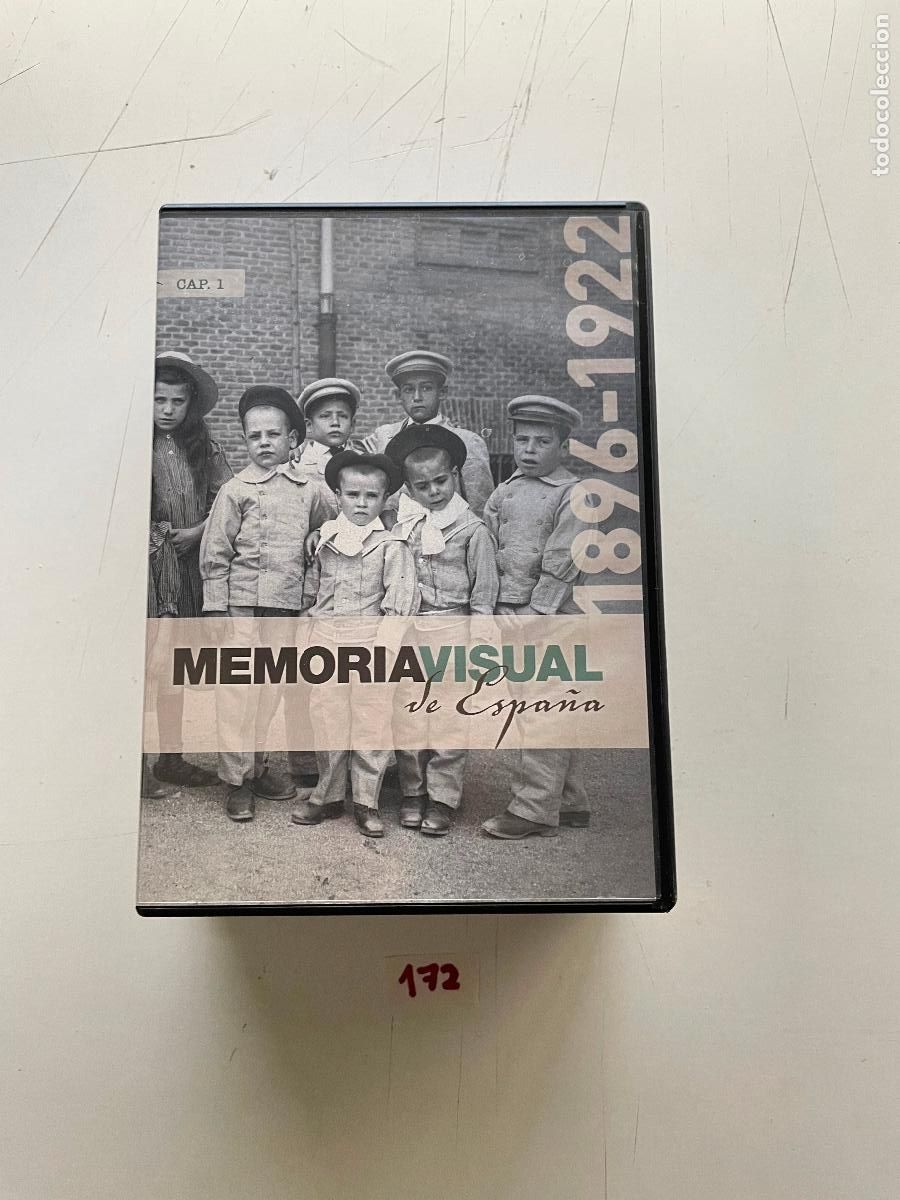 todocoleccion
CAP. 1
1896-1922
MEMORIAVISUAL
de España
172